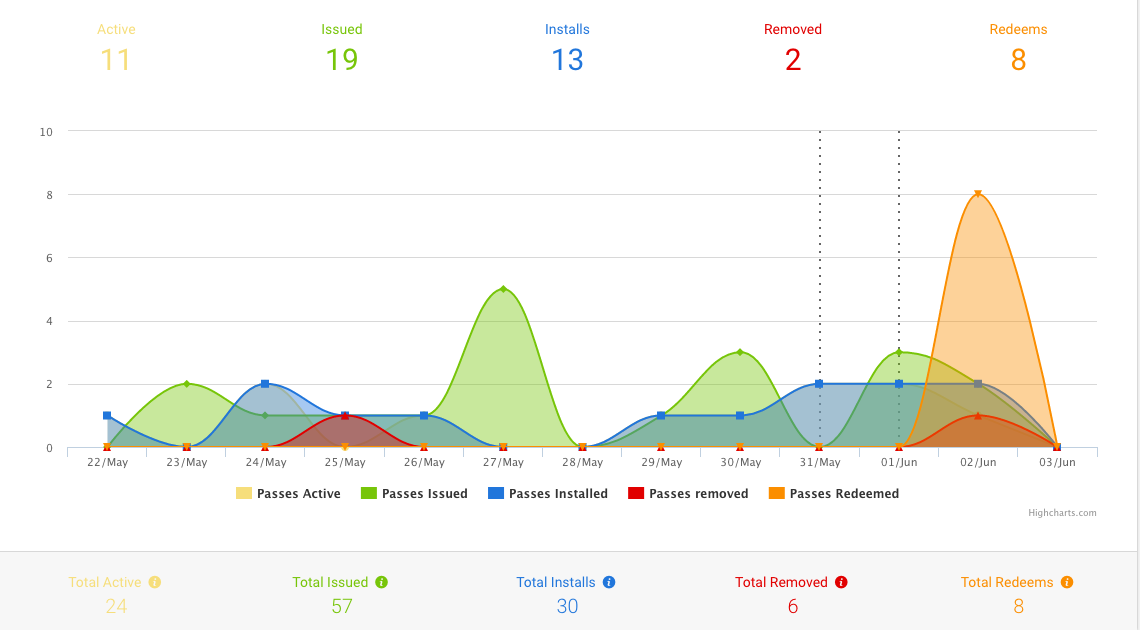 Active Issued Installs Removed Redeems
11 19 13 2 8
10
8
6
4
2
0
22/May 23/May 24/May 25/May 26/May 27/May 28/May 29/May 30/May 31/May 01/Jun 02/Jun 03/Jun
Passes Active Passes Issued Passes Installed Passes removed Passes Redeemed
Highcharts.com
Total Active i Total Issued i Total Installs i Total Removed i Total Redeems i
24 57 30 6 8